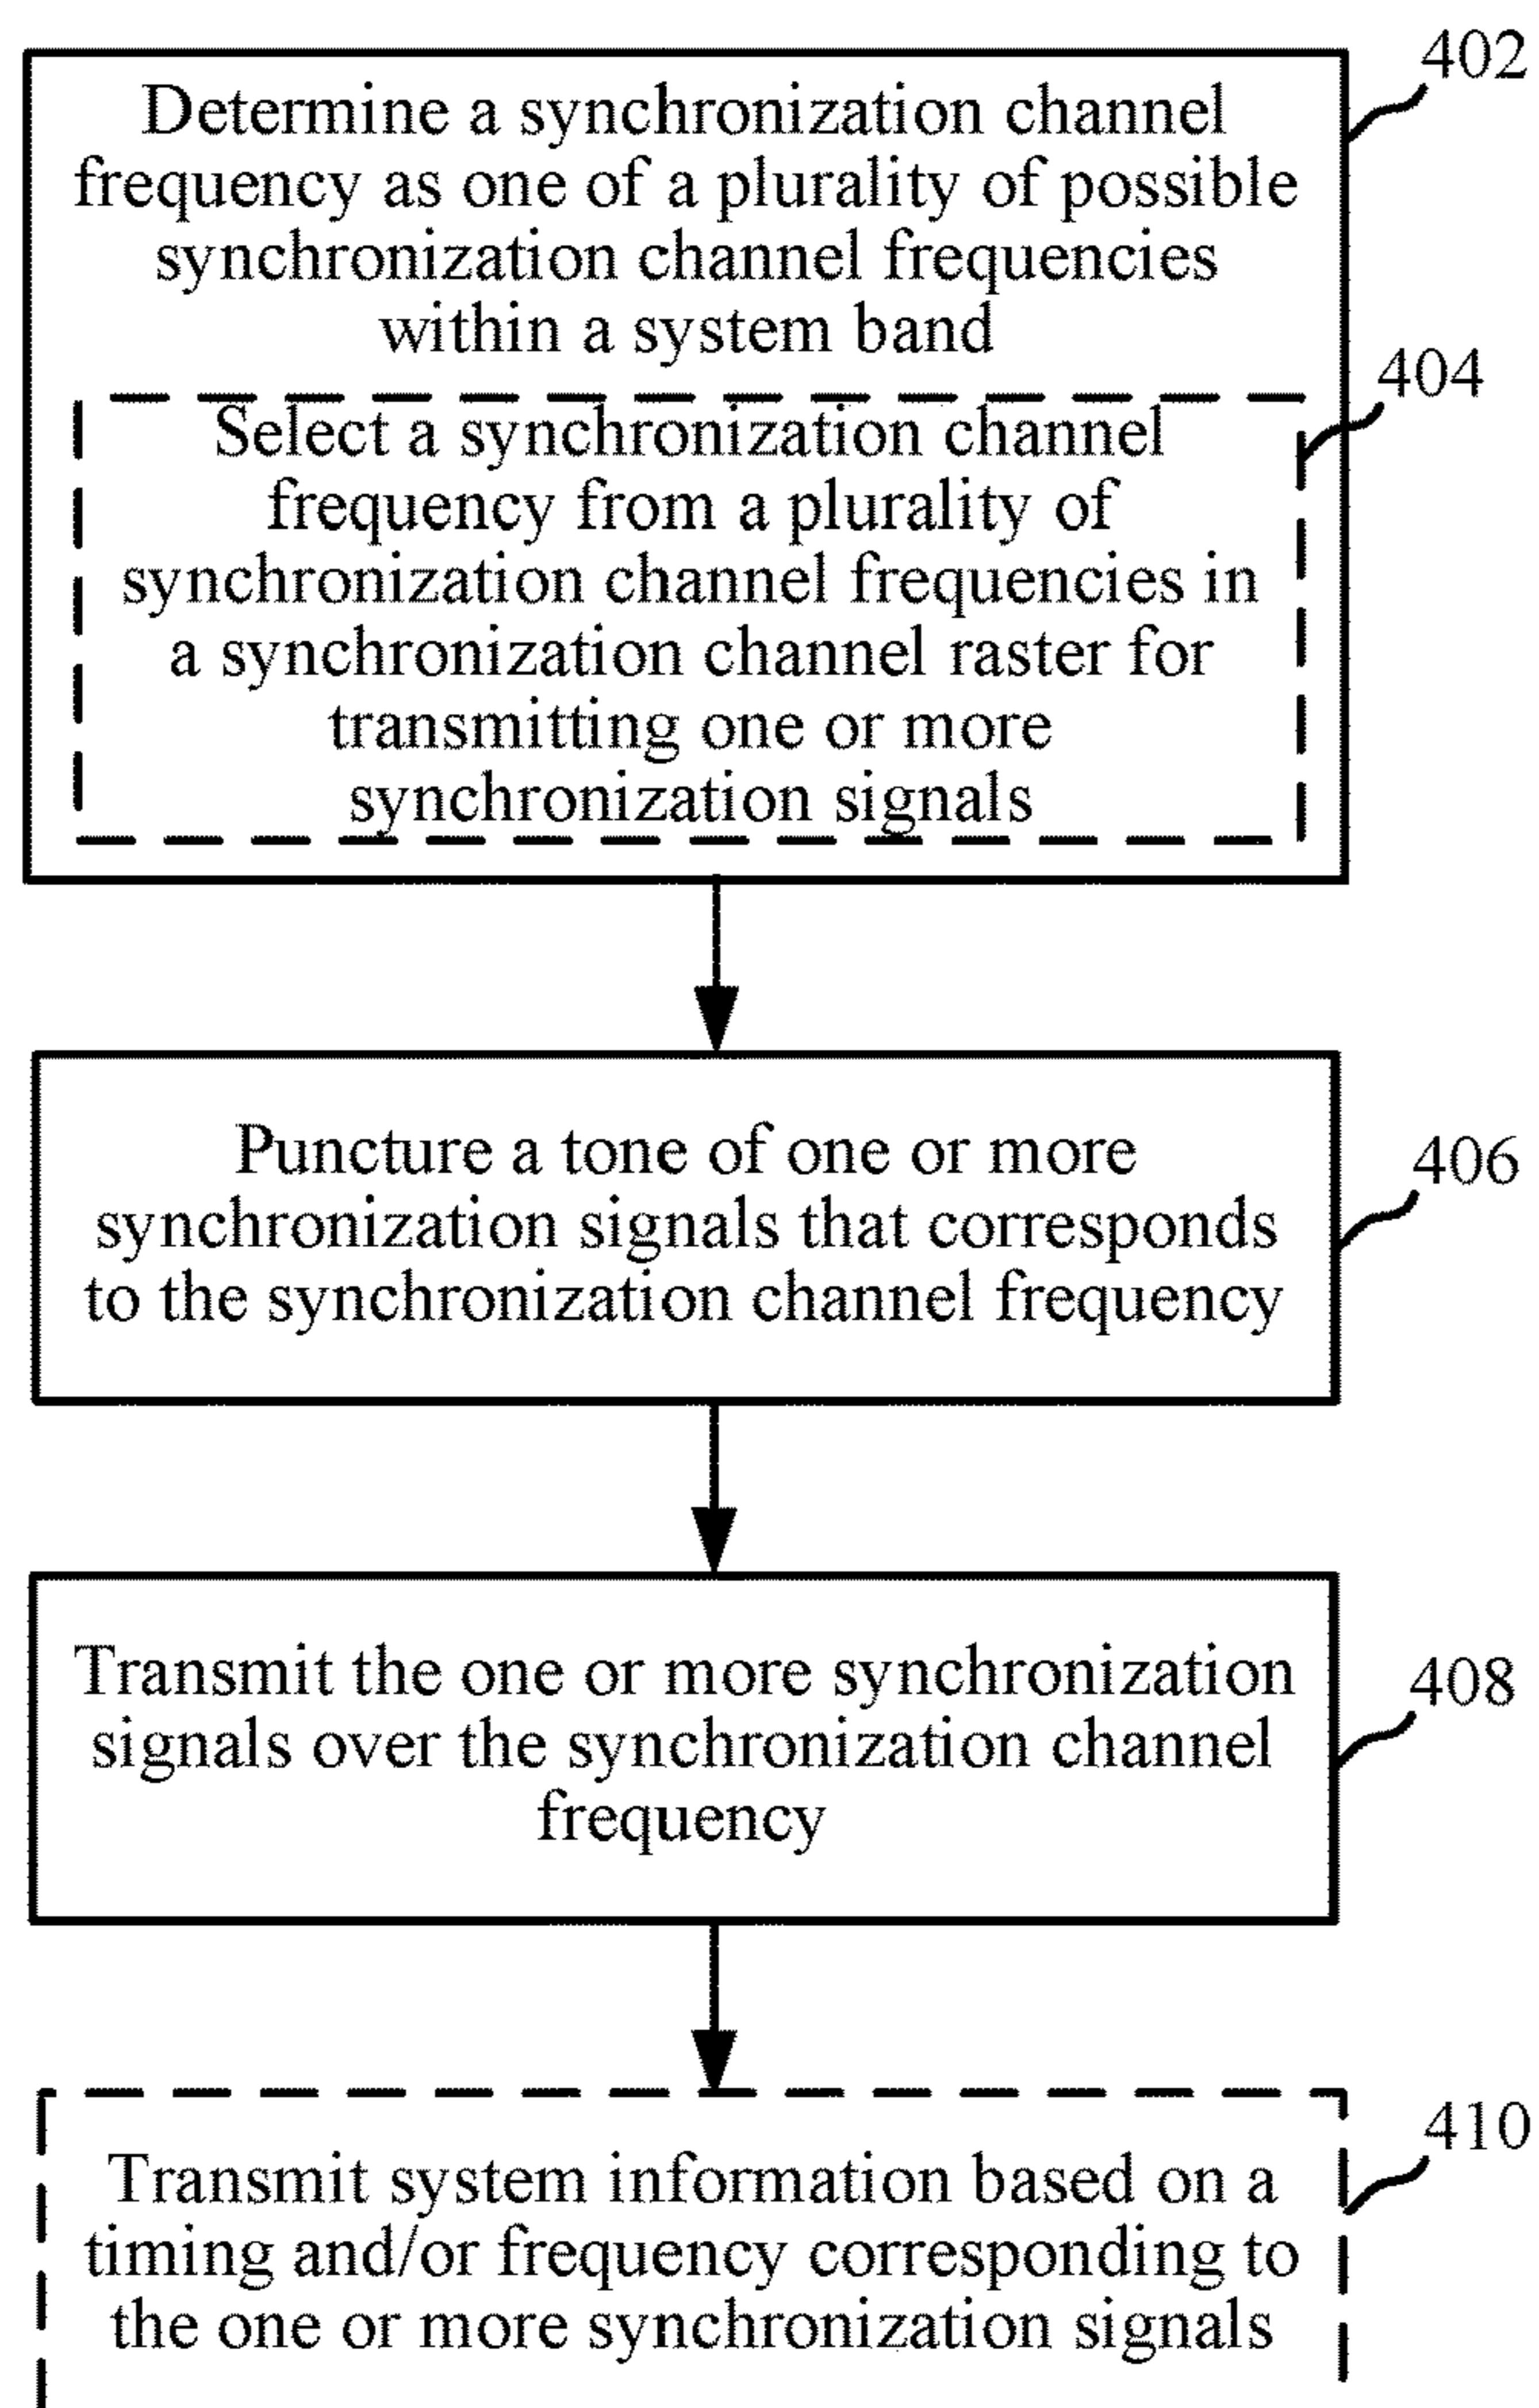 402
Determine a synchronization channel
frequency as one of a plurality of possible
synchronization channel frequencies
within a system band
404
Select a synchronization channel
frequency from a plurality of
synchronization channel frequencies in
a synchronization channel raster for
transmitting one or more
synchronization signals
Puncture a tone of one or more
synchronization signals that corresponds
to the synchronization channel frequency
406
Transmit the one or more synchronization
signals over the synchronization channel
frequency
408
Transmit system information based on a
timing and/or frequency corresponding to
the one or more synchronization signals
410